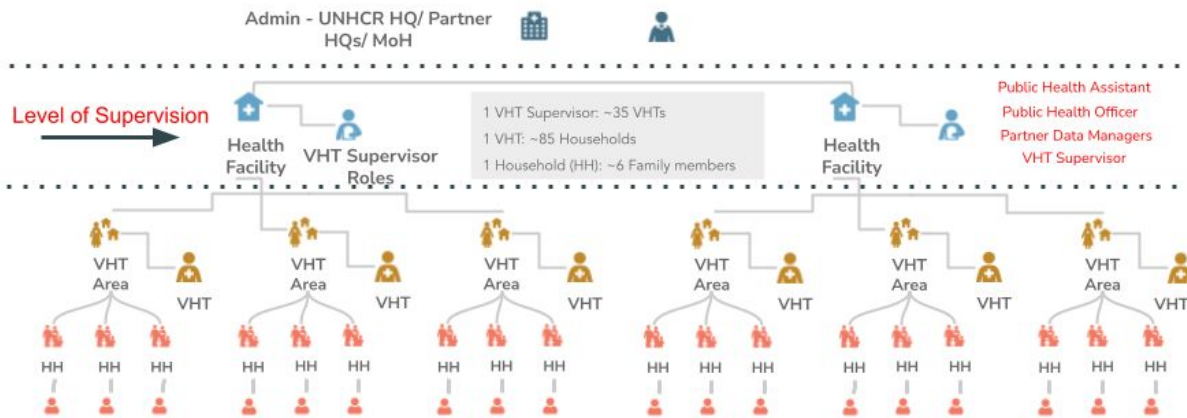 Admin - UNHCR HQ/ Partner
HQs/ MoH
Level of Supervision
Health
Facility
VHT Supervisor
Roles
1 VHT Supervisor: ~35 VHTs
1 VHT: ~85 Households
1 Household (HH): ~6 Family members
Health
Facility
Public Health Assistant
Public Health Officer
Partner Data Managers
VHT Supervisor
VHT
Area
VHT
VHT
Area
VHT
VHT
Area
VHT
VHT
Area
VHT
VHT
Area
VHT
VHT
Area
VHT
HH HH HH
HH HH HH
HH HH HH
HH HH HH
HH HH HH
HH HH HH